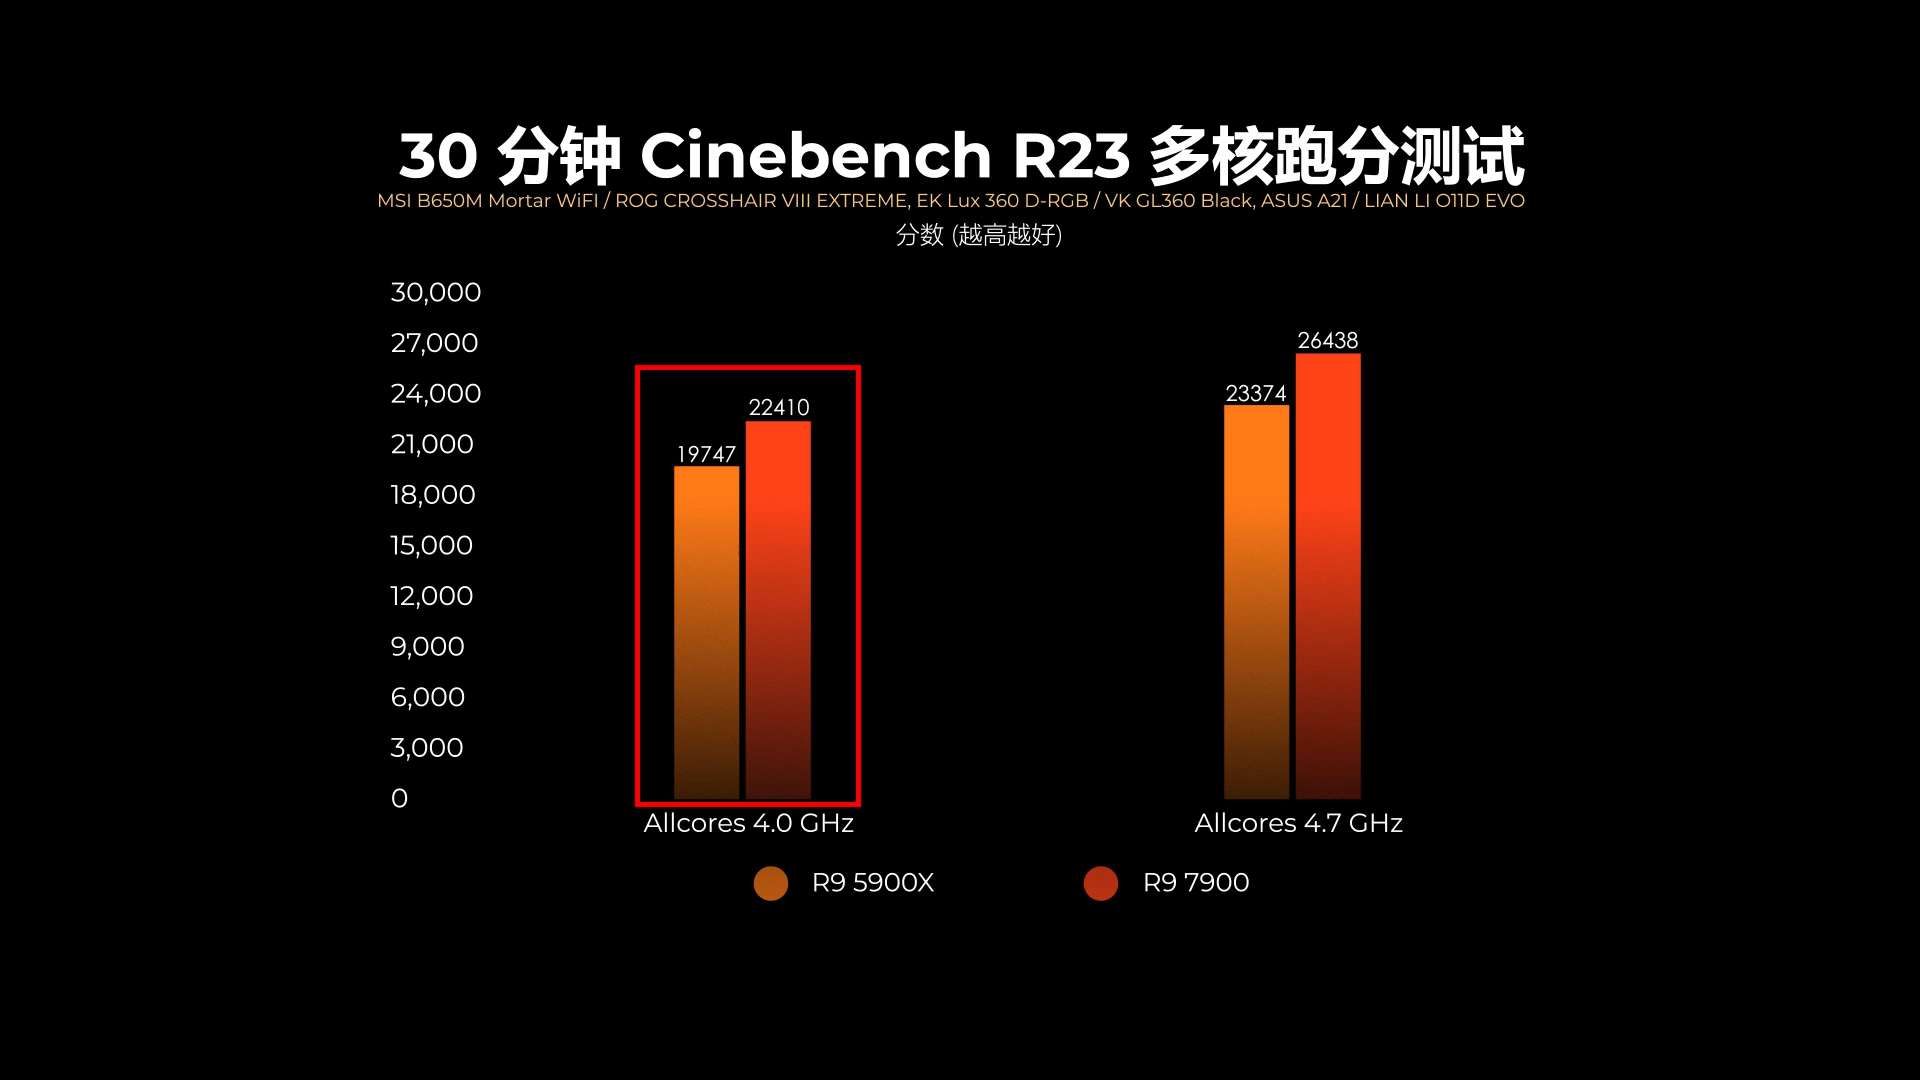 30 分钟 Cinebench R23 多核跑分测试
MSI B650M Mortar WiFI / ROG CROSSHAIR VIII EXTREME, EK Lux 360 D-RGB / VK GL360 Black, ASUS A21 / LIAN LI O11D EVO
分数 (越高越好)
30,000
27,000
24,000
21,000
18,000
15,000
12,000
9,000
6,000
3,000
0
19747
22410
23374
26438
Allcores 4.0 GHz
Allcores 4.7 GHz
R9 5900X
R9 7900